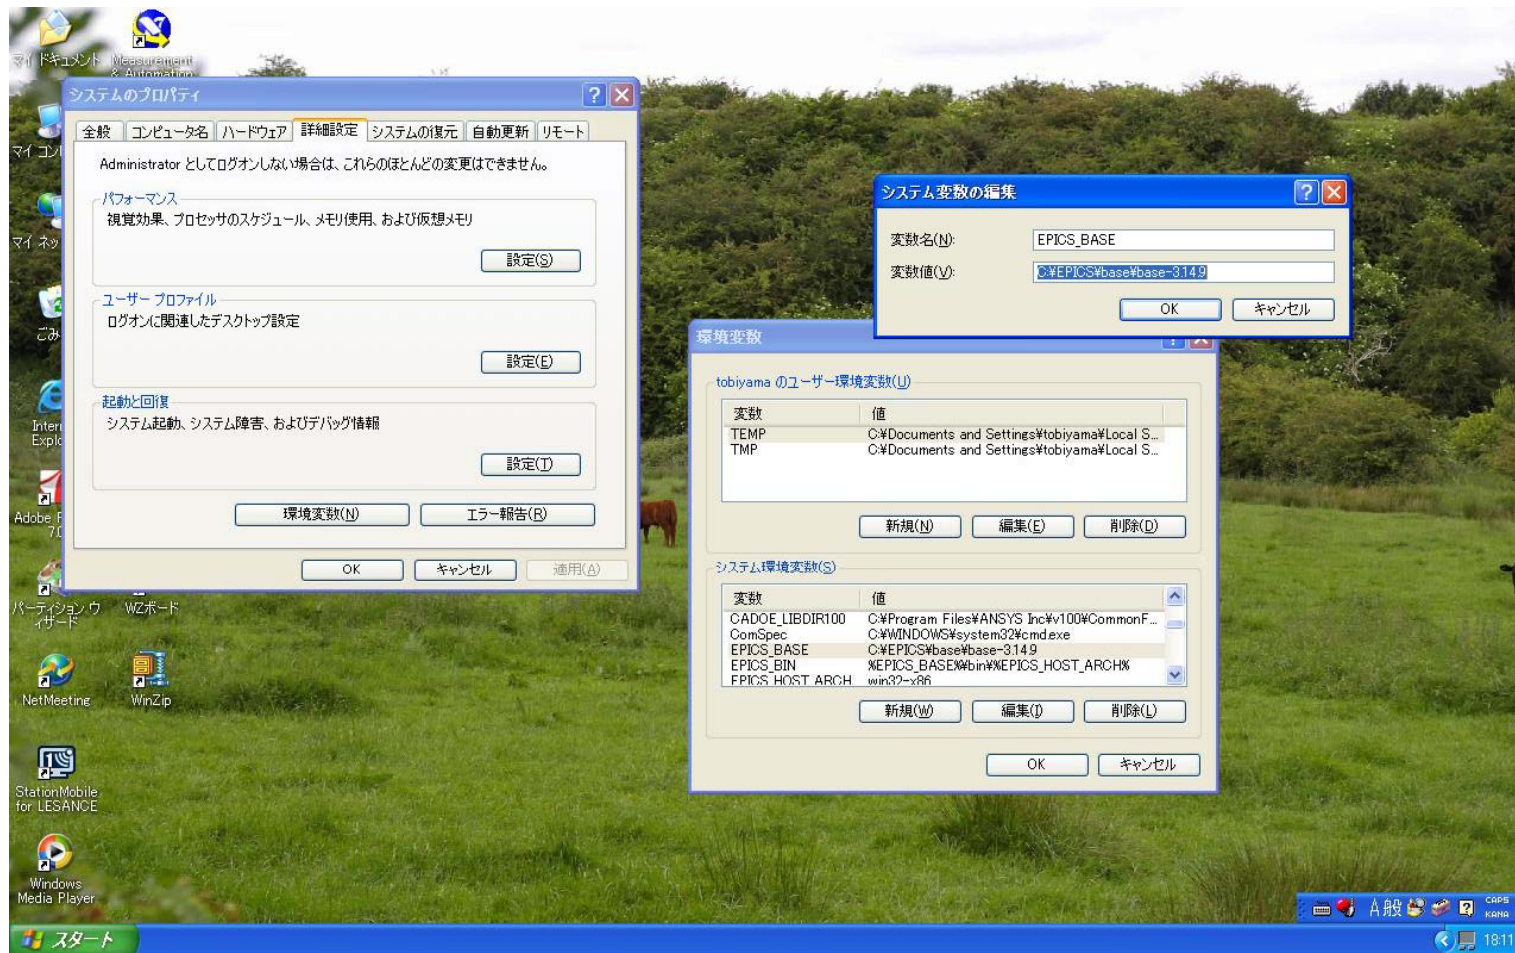 マイ ドキュメント
Measurement
& Automation
システムのプロパティ
全般
コンピュータ名
ハードウェア
詳細設定
システムの復元
自動更新
リモート
Administrator としてログオンしない場合は、これらのほとんどの変更はできません。
パフォーマンス
視覚効果、プロセッサのスケジュール、メモリ使用、および仮想メモリ
設定(S)
ユーザー プロファイル
ログオンに関連したデスクトップ設定
設定(E)
起動と回復
システム起動、システム障害、およびデバッグ情報
設定(T)
環境変数(N)
エラー報告(R)
OK
キャンセル
適用(A)
マイ コン
マイ ネッ
ごみ
Inter
Explo
Adobe
7.0
パーティション ウ
ィザード
WZボード
NetMeeting
WinZip
StationMobile
for LESANCE
Windows
Media Player
システム変数の編集
変数名(N):
EPICS_BASE
変数値(V):
C:¥EPICS¥base¥base-3.14.9
OK
キャンセル
環境変数
tobiyama のユーザー環境変数(U)
変数 値
TEMP C:¥Documents and Settings¥tobiyama¥Local S...
TMP C:¥Documents and Settings¥tobiyama¥Local S...
新規(N)
編集(E)
削除(D)
システム環境変数(S)
変数 値
CADOE_LIBDIR100 C:¥Program Files¥ANSYS Inc¥v100¥CommonF...
ComSpec C:¥WINDOWS¥system32¥cmd.exe
EPICS_BASE C:¥EPICS¥base¥base-3.14.9
EPICS_BIN %EPICS_BASE%¥bin¥%EPICS_HOST_ARCH%
EPICS_HOST_ARCH win32-x86
新規(W)
編集(I)
削除(L)
OK
キャンセル
A 般
CAPS
KANA
スタート
18:11